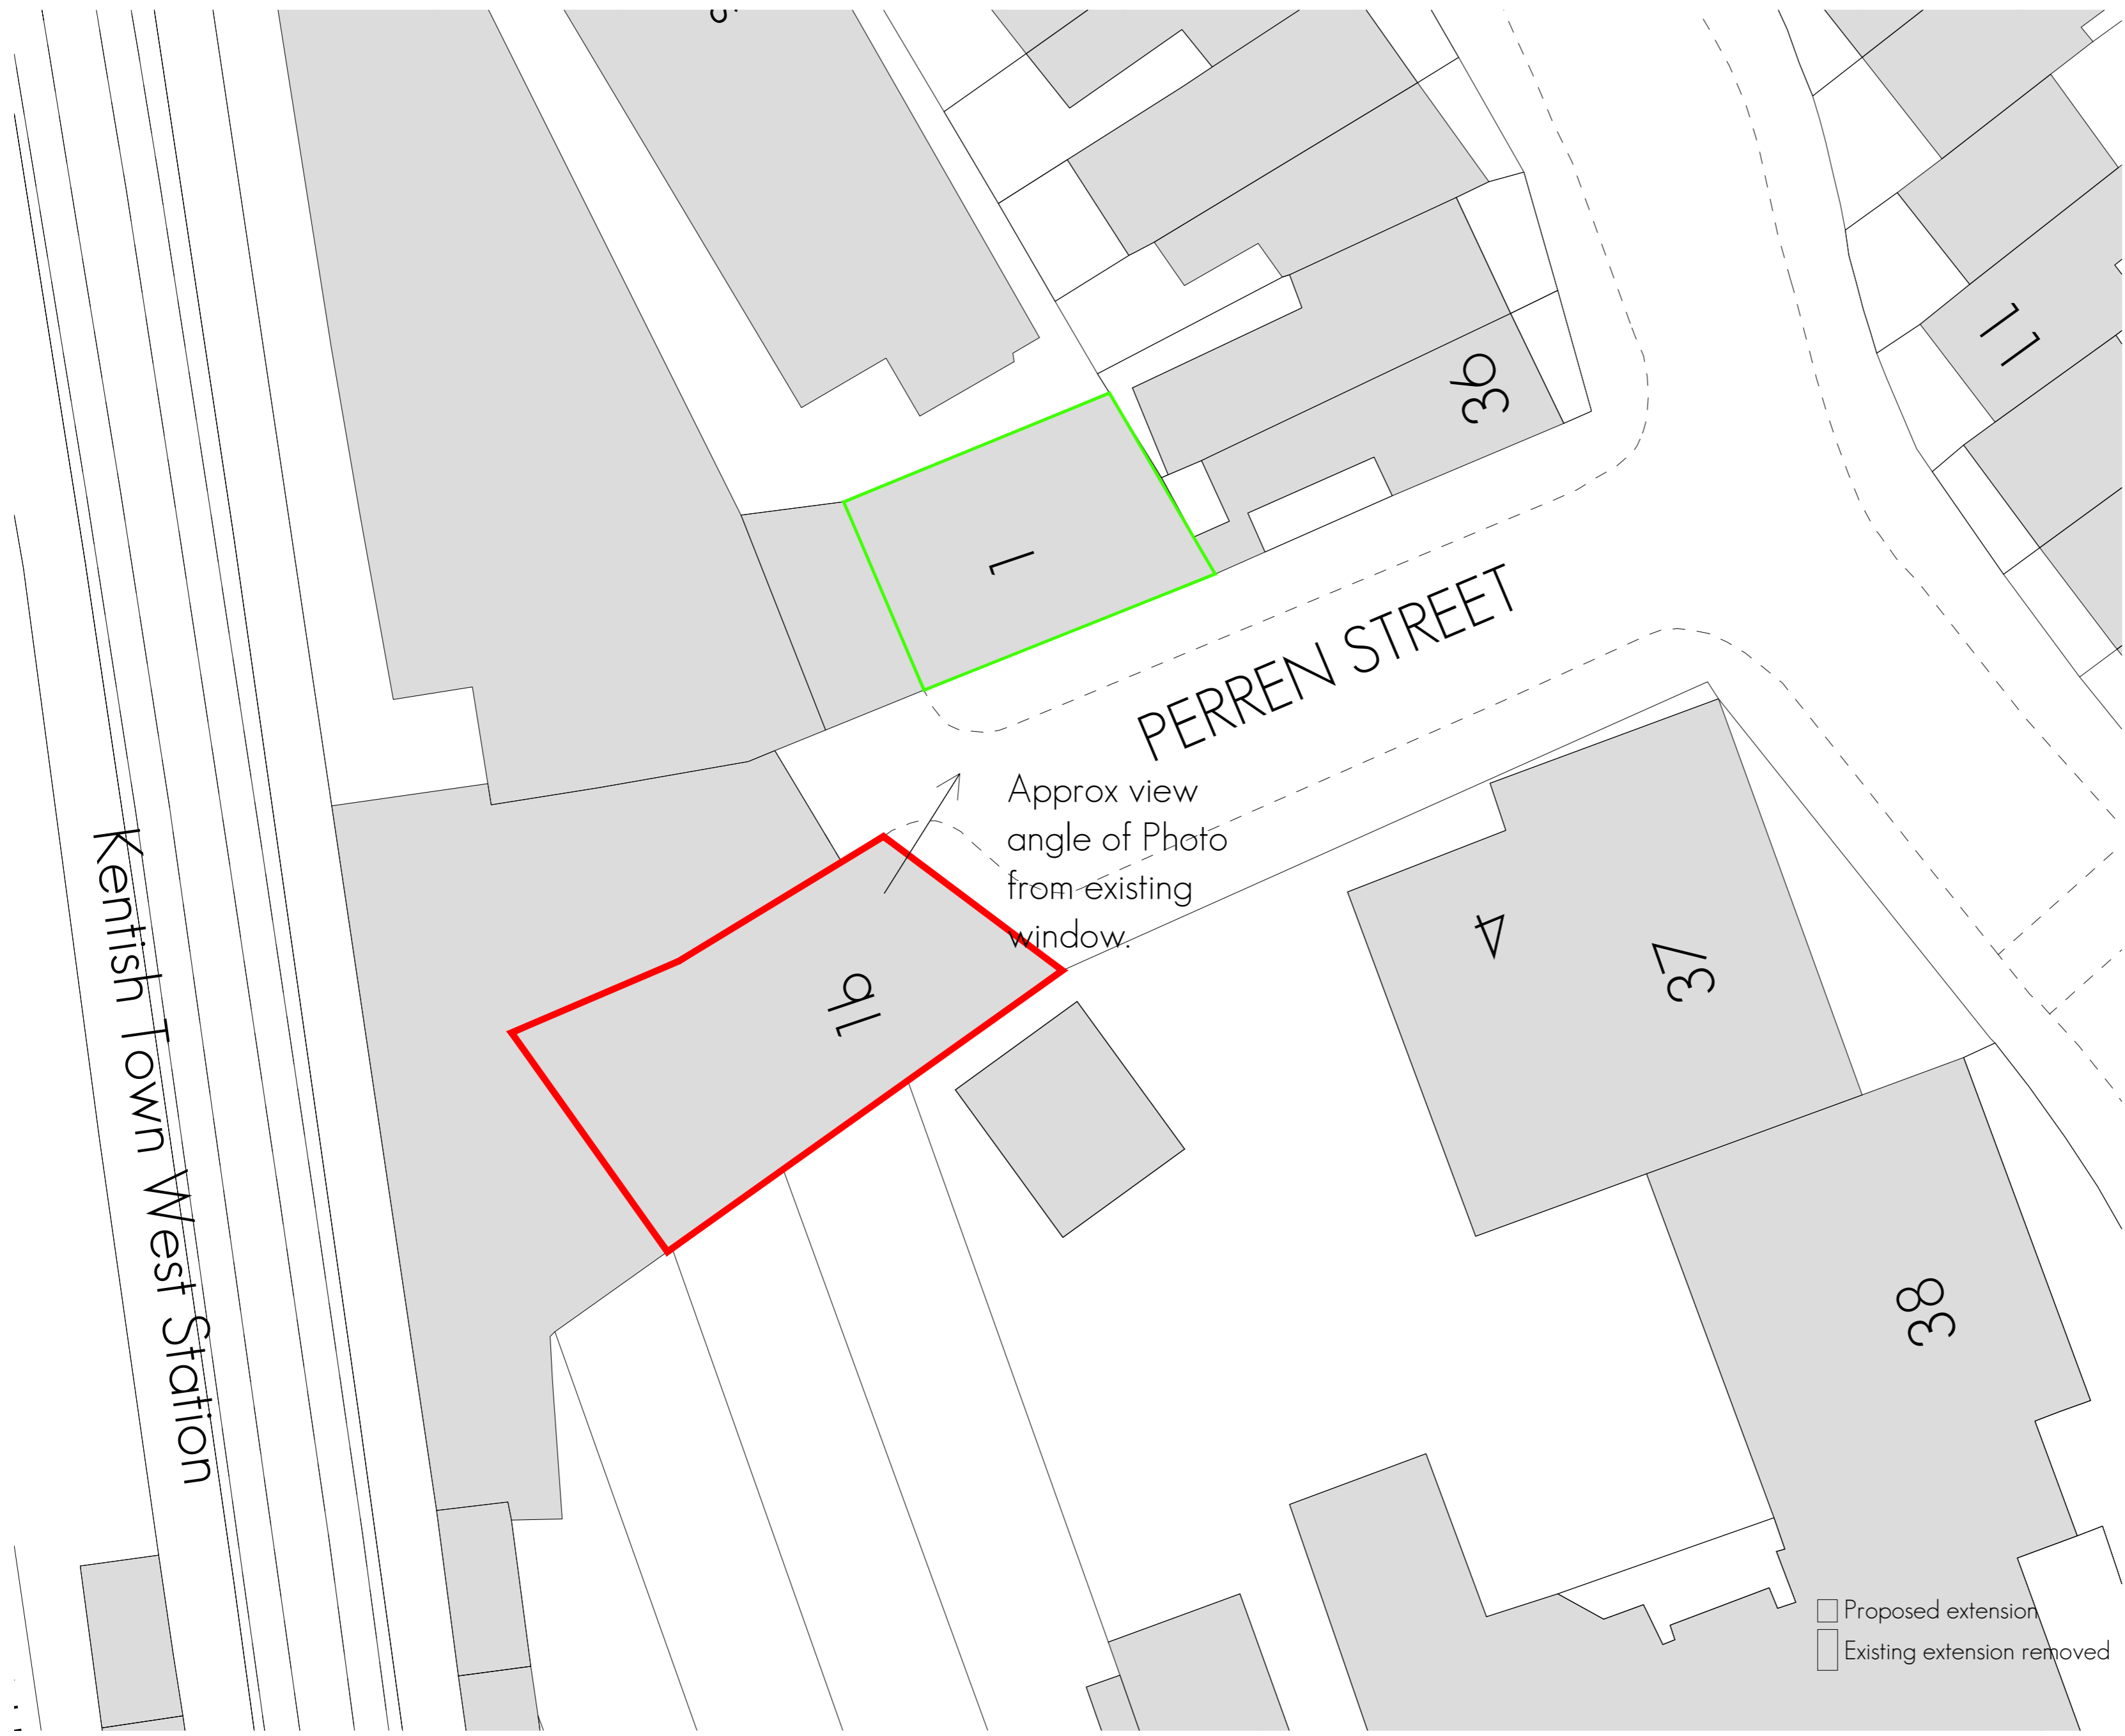 11
36
1
PERREN STREET
Approx view
angle of Photo
from existing
window.
4
37
1b
Kentish Town West Station
38
Proposed extension
Existing extension removed